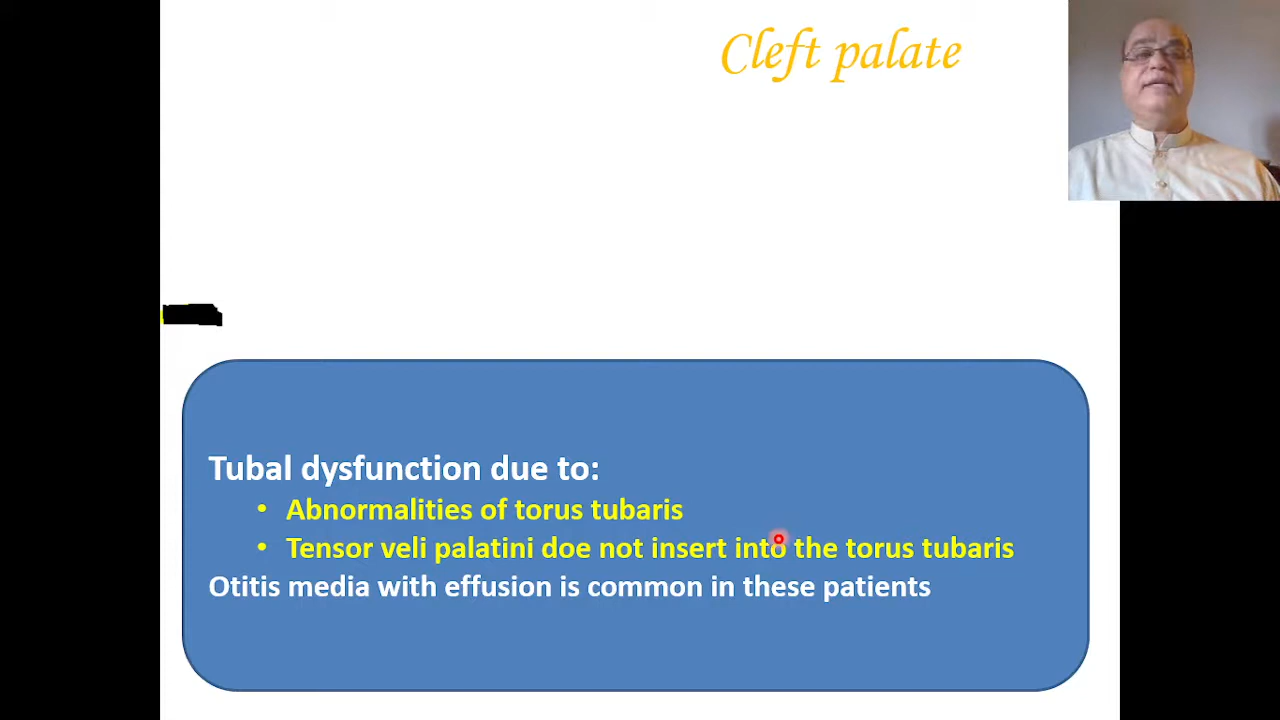 Cleft palate
Tubal dysfunction due to:
• Abnormalities of torus tubaris
• Tensor veli palatini doe not insert into the torus tubaris
Otitis media with effusion is common in these patients